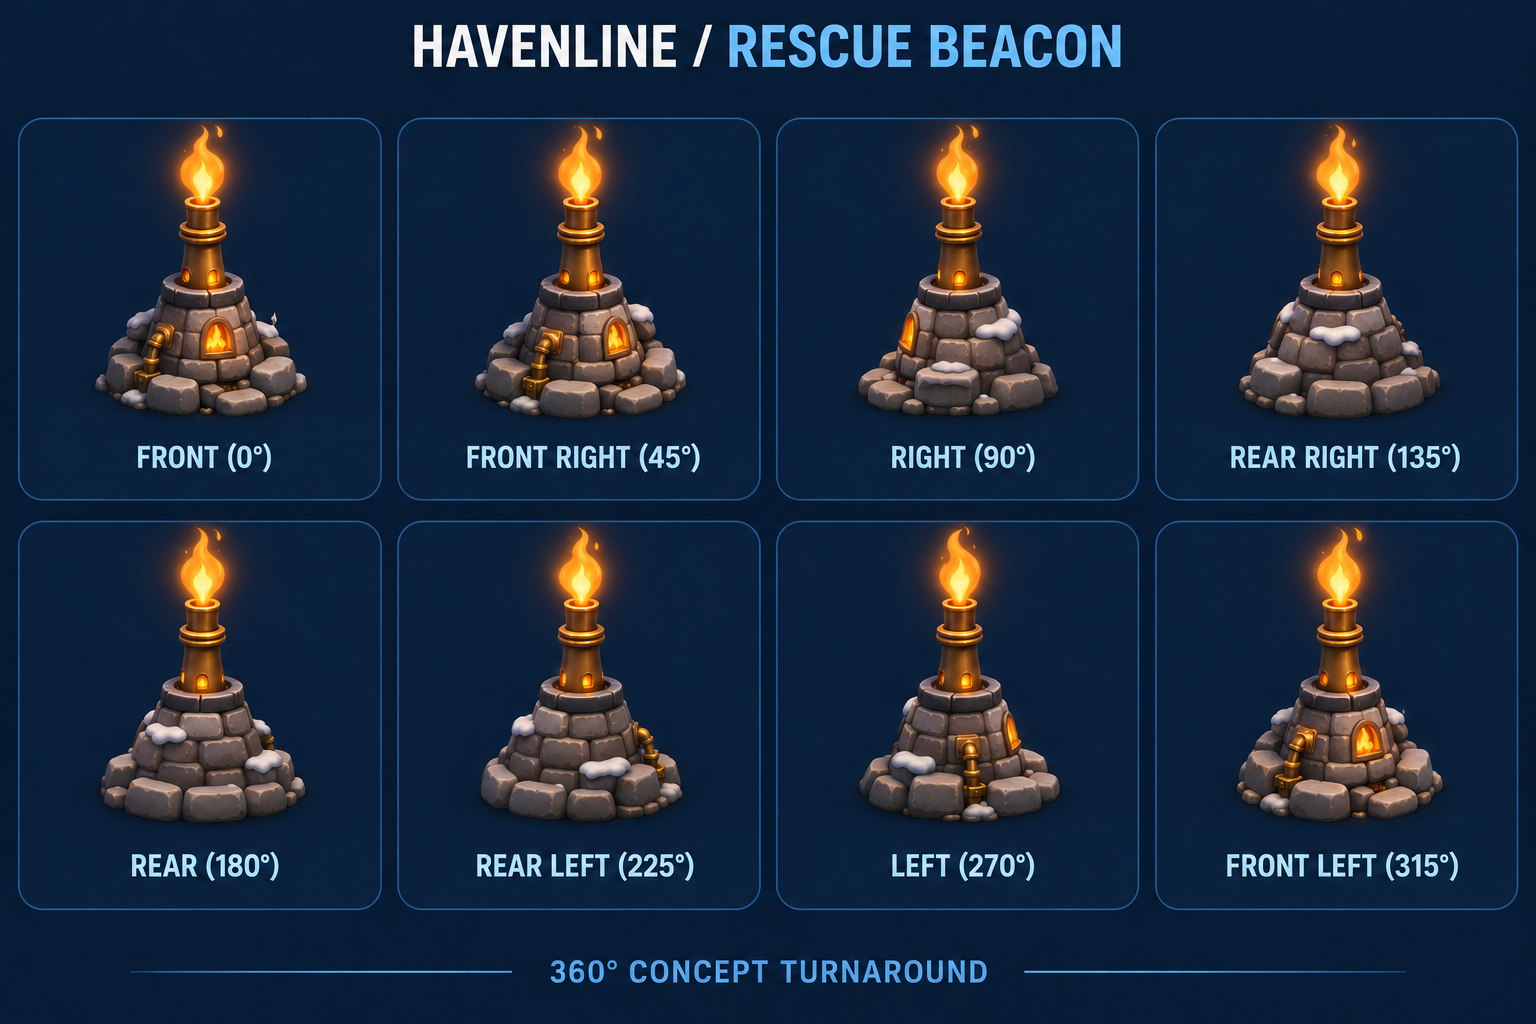 HAVENLINE / RESCUE BEACON
FRONT (0°)
FRONT RIGHT (45°)
RIGHT (90°)
REAR RIGHT (135°)
REAR (180°)
REAR LEFT (225°)
LEFT (270°)
FRONT LEFT (315°)
360° CONCEPT TURNAROUND